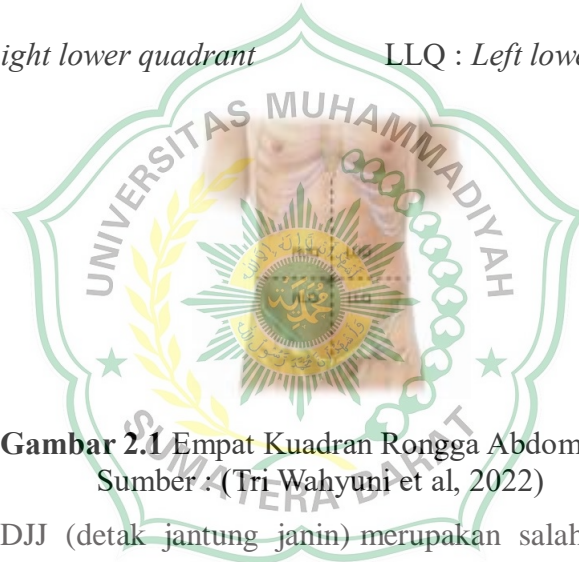 ight lower quadrant LLQ : Left lowe
UNIVERSITAS MUHAMMADIYAH
SUMATERA BARAT
Gambar 2.1 Empat Kuadran Rongga Abdom
Sumber : (Tri Wahyuni et al, 2022)
DJJ (detak jantung janin) merupakan salah